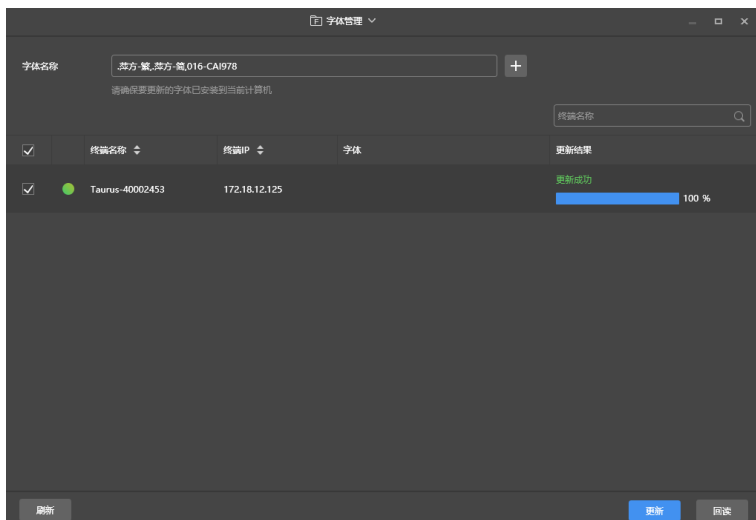 字体管理
字体名称
.苹方-繁,.苹方-简,016-CAI978
请确保要更新的字体已安装到当前计算机
终端名称
终端名称 终端IP 字体 更新结果
Taurus-40002453 172.18.12.125 更新成功
100 %
刷新 更新 回读